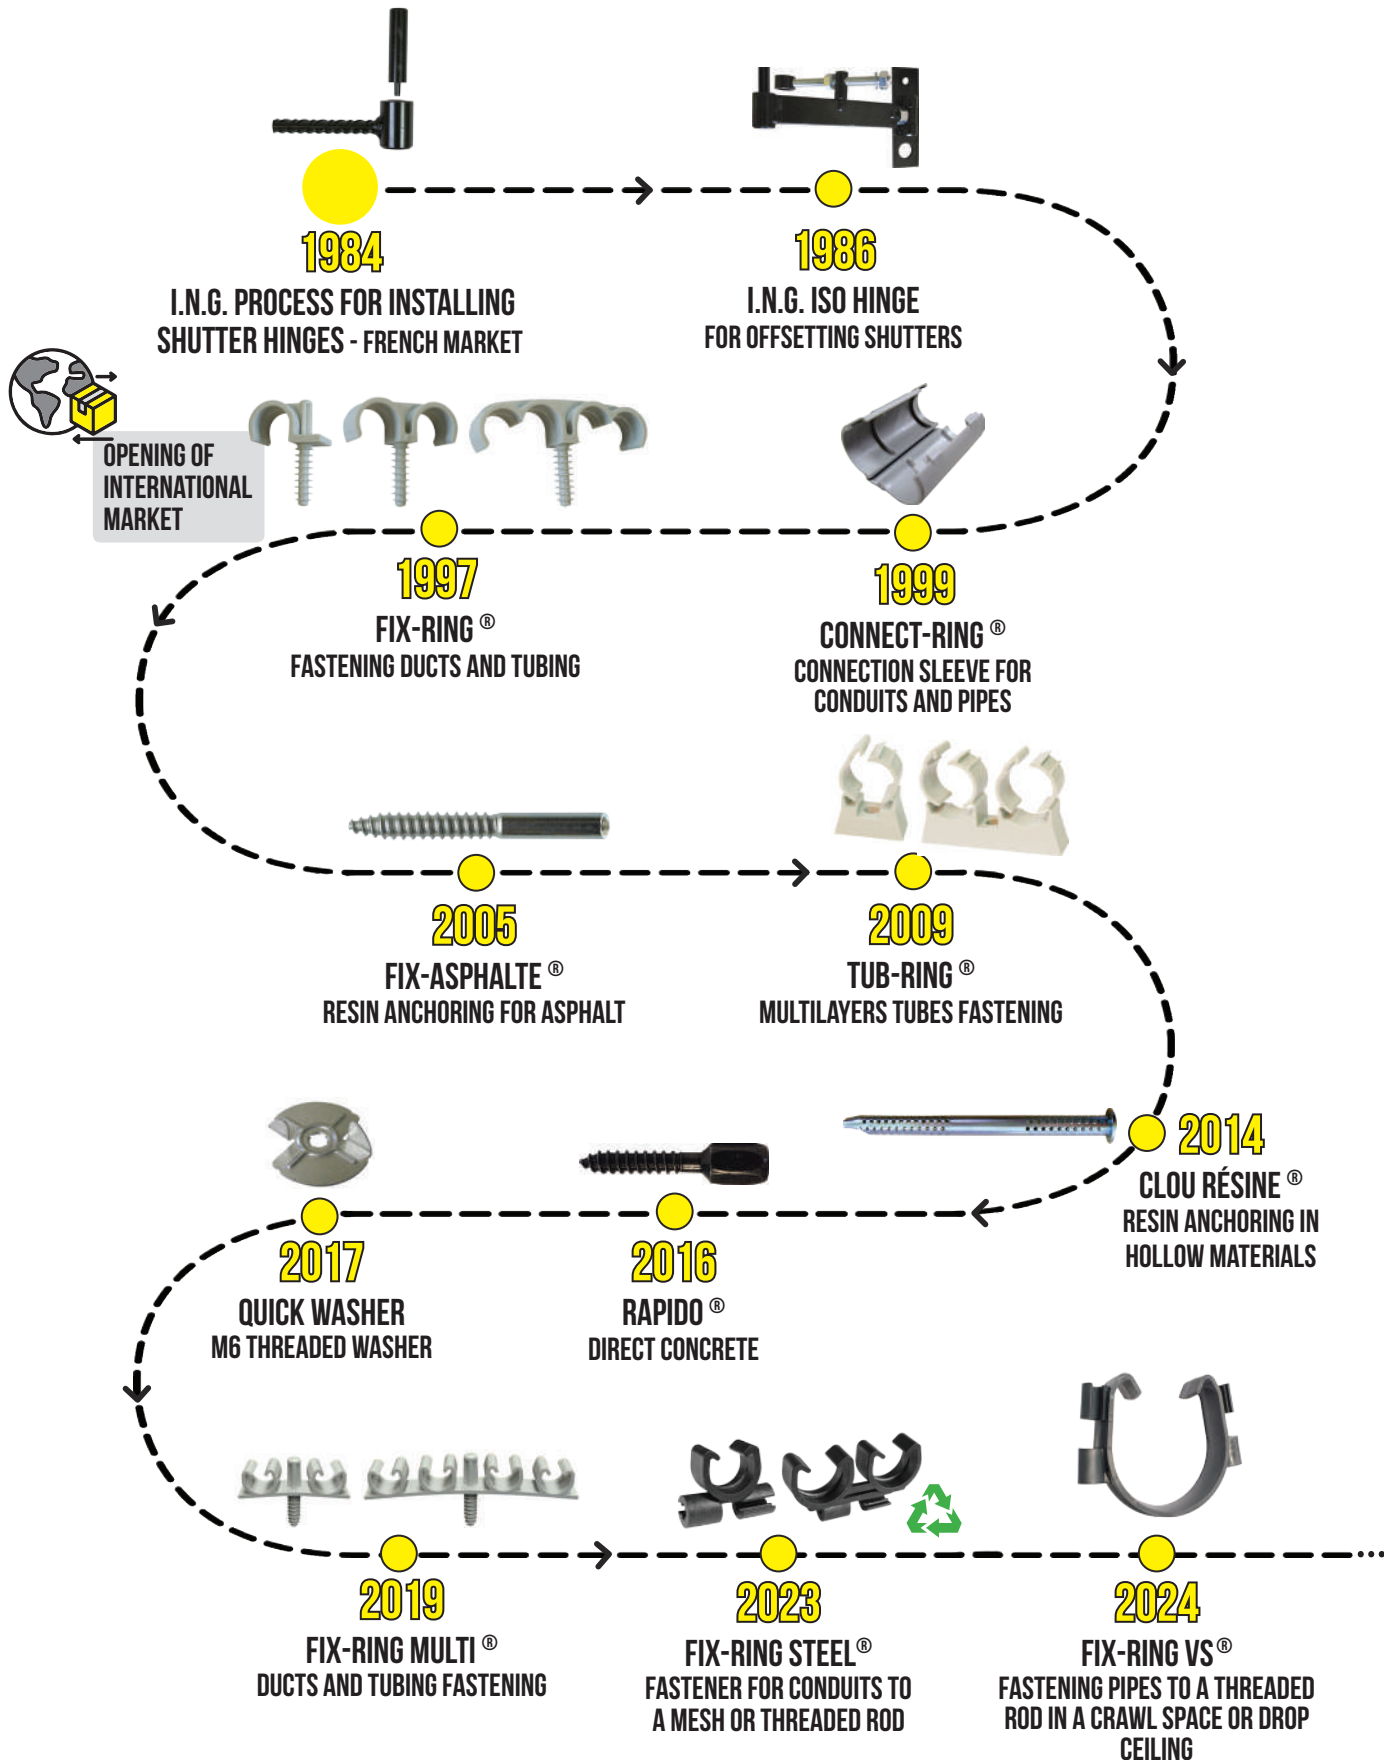 1984
I.N.G. PROCESS FOR INSTALLING
SHUTTER HINGES - FRENCH MARKET
1986
I.N.G. ISO HINGE
FOR OFFSETTING SHUTTERS
OPENING OF
INTERNATIONAL
MARKET
1997
FIX-RING ®
FASTENING DUCTS AND TUBING
1999
CONNECT-RING ®
CONNECTION SLEEVE FOR
CONDUITS AND PIPES
2005
FIX-ASPHALTE ®
RESIN ANCHORING FOR ASPHALT
2009
TUB-RING ®
MULTILAYERS TUBES FASTENING
2014
CLOU RÉSINE ®
RESIN ANCHORING IN
HOLLOW MATERIALS
2017
QUICK WASHER
M6 THREADED WASHER
2016
RAPIDO ®
DIRECT CONCRETE
2019
FIX-RING MULTI ®
DUCTS AND TUBING FASTENING
2023
FIX-RING STEEL ®
FASTENER FOR CONDUITS TO
A MESH OR THREADED ROD
2024
FIX-RING VS ®
FASTENING PIPES TO A THREADED
ROD IN A CRAWL SPACE OR DROP
CEILING